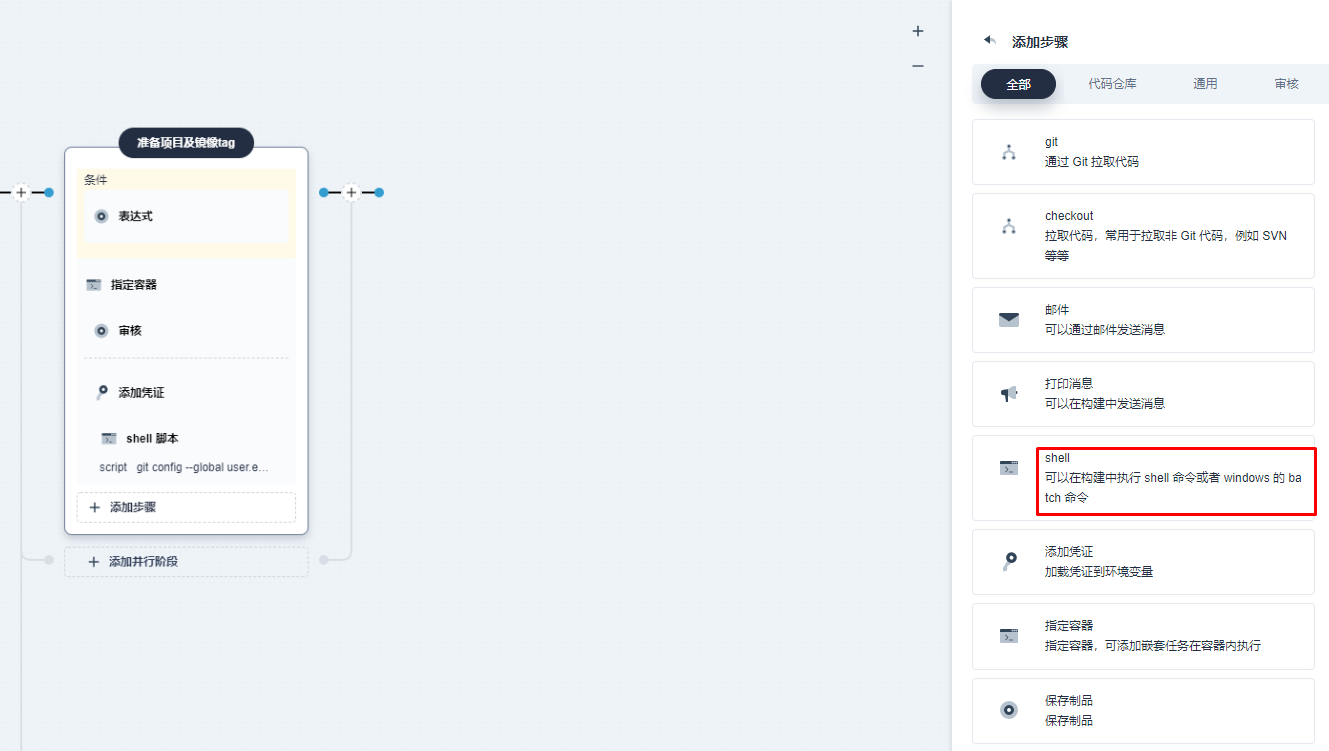 准备项目及镜像tag
条件
表达式
指定容器
审核
添加凭证
shell 脚本
script git config --global user.e...
添加步骤
添加并行阶段
添加步骤
全部
代码仓库
通用
审核
git
通过 Git 拉取代码
checkout
拉取代码，常用于拉取非 Git 代码，例如 SVN
等等
邮件
可以通过邮件发送消息
打印消息
可以在构建中发送消息
shell
可以在构建中执行 shell 命令或者 windows 的 ba
tch 命令
添加凭证
加载凭证到环境变量
指定容器
指定容器，可添加嵌套任务在容器内执行
保存制品
保存制品